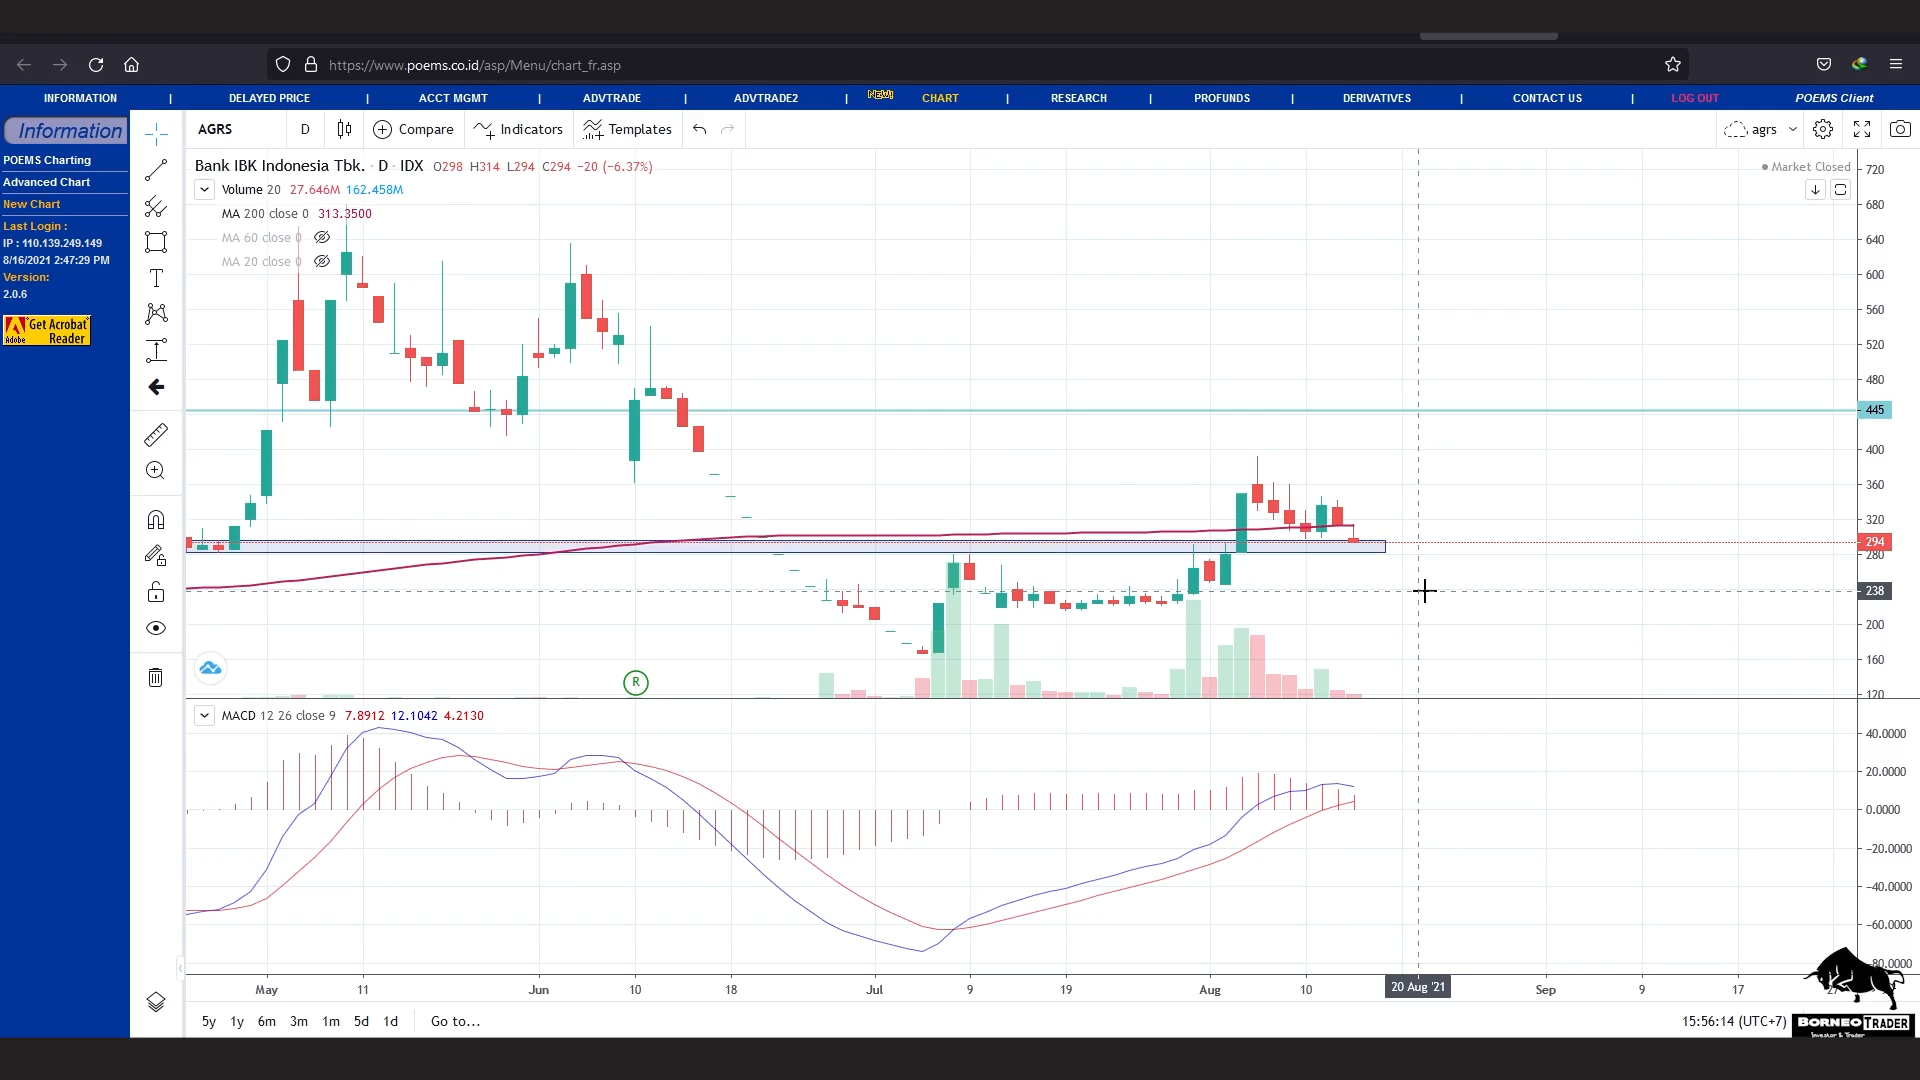 https://www.poems.co.id/asp/Menu/chart_fr.asp
INFORMATION | DELAYED PRICE | ACCT MGMT | ADVTRADE | ADVTRADE2 | NEW! CHART | RESEARCH | PROFUNDS | DERIVATIVES | CONTACT US | LOG OUT POEMS Client
Information
POEMS Charting
Advanced Chart
New Chart
Last Login :
IP : 110.139.249.149
8/16/2021 2:47:29 PM
Version:
2.0.6
Get Acrobat
Adobe Reader
AGRS D Compare Indicators Templates agrs
Bank IBK Indonesia Tbk. · D · IDX O298 H314 L294 C294 −20 (−6.37%)
Market Closed
Volume 20 27.646M 162.458M
MA 200 close 0 313.3500
MA 60 close 0
MA 20 close 0
720
680
640
600
560
520
480
445
400
360
320
294
280
238
200
160
120
R
MACD 12 26 close 9 7.8912 12.1042 4.2130
40.0000
20.0000
0.0000
−20.0000
−40.0000
−60.0000
−80.0000
May 11 Jun 10 18 Jul 9 19 Aug 10 20 Aug '21 Sep 9 17
5y 1y 6m 3m 1m 5d 1d Go to...
15:56:14 (UTC+7)
BORNEO TRADER
Investor & Trader